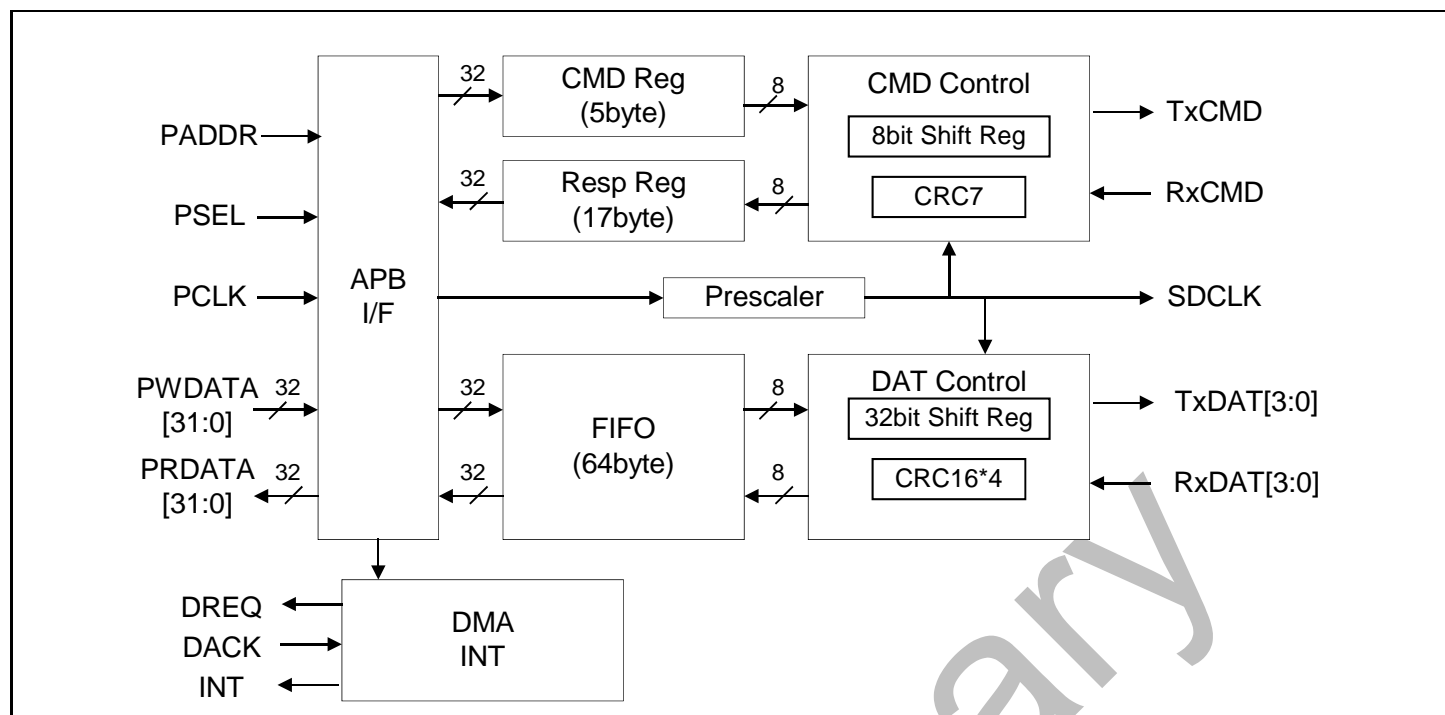 PADDR
PSEL
PCLK
PWDATA
[31:0]
PRDATA
[31:0]
32
32
APB
I/F
32
CMD Reg
(5byte)
8
32
Resp Reg
(17byte)
8
CMD Control
8bit Shift Reg
CRC7
TxCMD
RxCMD
Prescaler
SDCLK
32
32
FIFO
(64byte)
8
8
DAT Control
32bit Shift Reg
CRC16*4
TxDAT[3:0]
RxDAT[3:0]
DREQ
DACK
INT
DMA
INT
ary